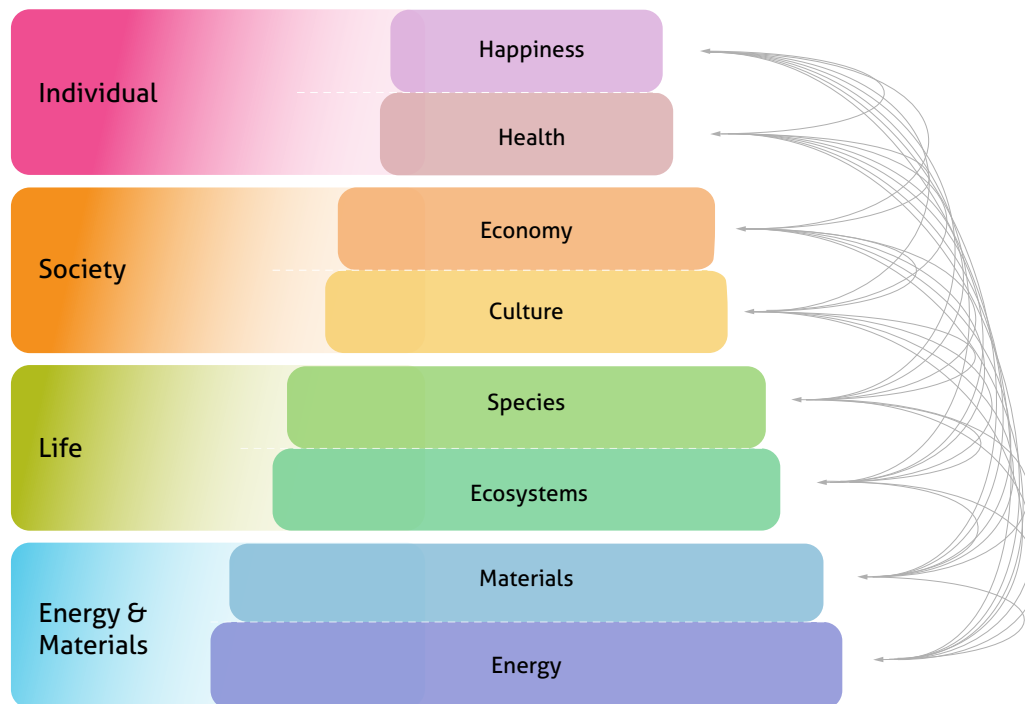 Happiness
Individual
Health
Economy
Society
Culture
Species
Life
Ecosystems
Materials
Energy &
Materials
Energy